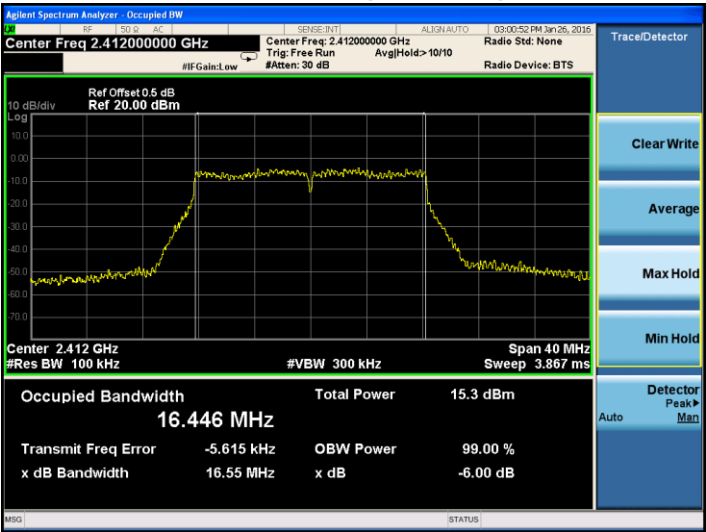 Agilent Spectrum Analyzer - Occupied BW
RF 50 Ω AC SENSE:INT ALIGN AUTO 03:00:52 PM Jan 26, 2016
Center Freq 2.412000000 GHz Center Freq: 2.412000000 GHz Radio Std: None
Trig: Free Run Avg|Hold:> 10/10
#IFGain:Low #Atten: 30 dB Radio Device: BTS
Trace/Detector
Ref Offset 0.5 dB
10 dB/div Ref 20.00 dBm
Log
10.0
0.00
-10.0
-20.0
-30.0
-40.0
-50.0
-60.0
-70.0
Center 2.412 GHz Span 40 MHz
#Res BW 100 kHz #VBW 300 kHz Sweep 3.867 ms
Clear Write
Average
Max Hold
Min Hold
Detector
Peak▶
Auto Man
Occupied Bandwidth Total Power 15.3 dBm
16.446 MHz
Transmit Freq Error -5.615 kHz OBW Power 99.00 %
x dB Bandwidth 16.55 MHz x dB -6.00 dB
MSG STATUS